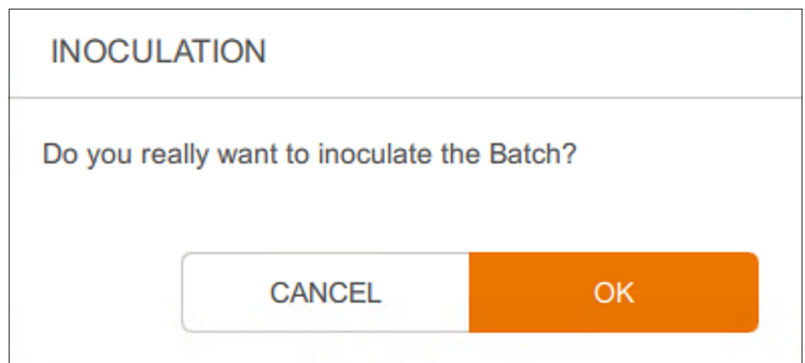 INOCULATION
Do you really want to inoculate the Batch?
CANCEL OK